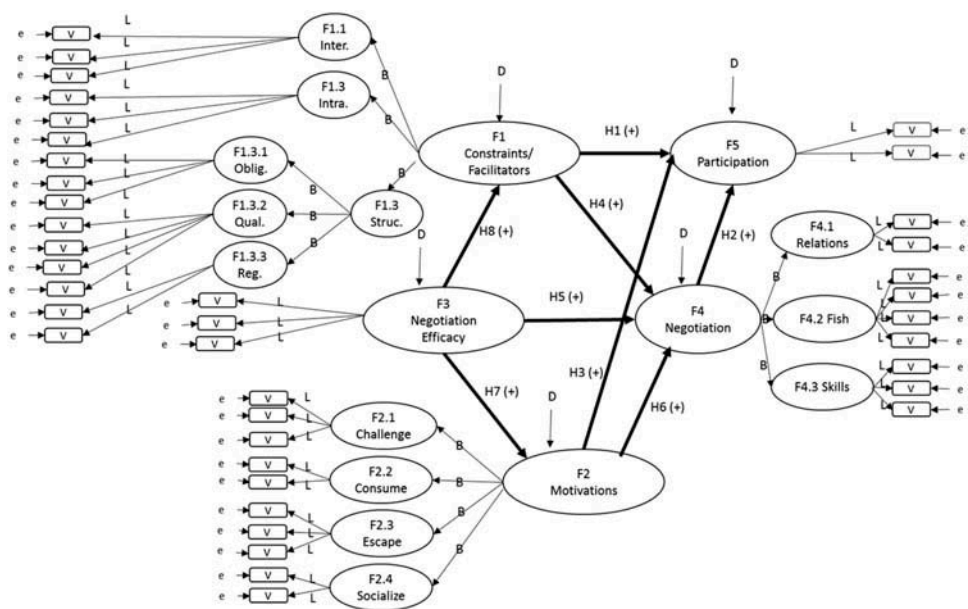 e V L
F1.1
Inter.
e V L
e V L
B
D
D
e V L
F1.3
Intra.
e V L
B
e V L
F1
Constraints/
Facilitators
H1 (+)
F5
Participation
L V e
L V e
e V L
F1.3.1
Oblig.
B
e V L
B
e V L
F1.3.2
Qual.
B
F1.3
Struc.
H4 (+)
e V L
H8 (+)
D
D
H2 (+)
F4.1
Relations
L V e
L V e
e V L
B
e V L
F1.3.3
Reg.
B
e V L
e V L
e V L
e V L
e V L
e V L
F3
Negotiation
Efficacy
H5 (+)
F4
Negotiation
B
F4.2 Fish
L V e
L V e
L V e
L V e
H7 (+)
H3 (+)
H6 (+)
B
F4.3 Skills
L V e
L V e
L V e
D
e V L
e V L
e V L
F2.1
Challenge
B
e V L
e V L
F2.2
Consume
B
F2
Motivations
e V L
e V L
e V L
F2.3
Escape
B
B
e V L
e V L
F2.4
Socialize